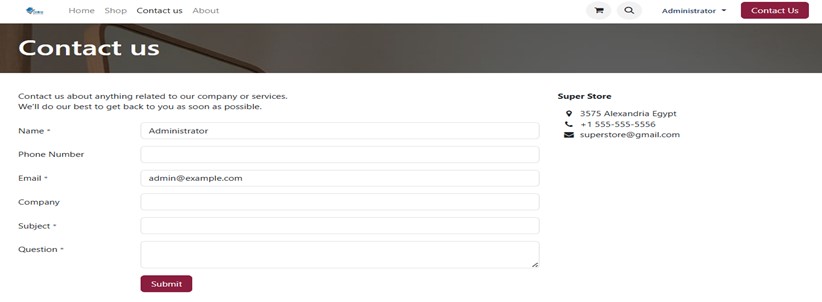 Home Shop Contact us About Administrator Contact Us
Contact us
Contact us about anything related to our company or services.
We'll do our best to get back to you as soon as possible.
Name *
Administrator
Phone Number
Email *
admin@example.com
Company
Subject *
Question *
Submit
Super Store
3575 Alexandria Egypt
+1 555-555-5556
superstore@gmail.com